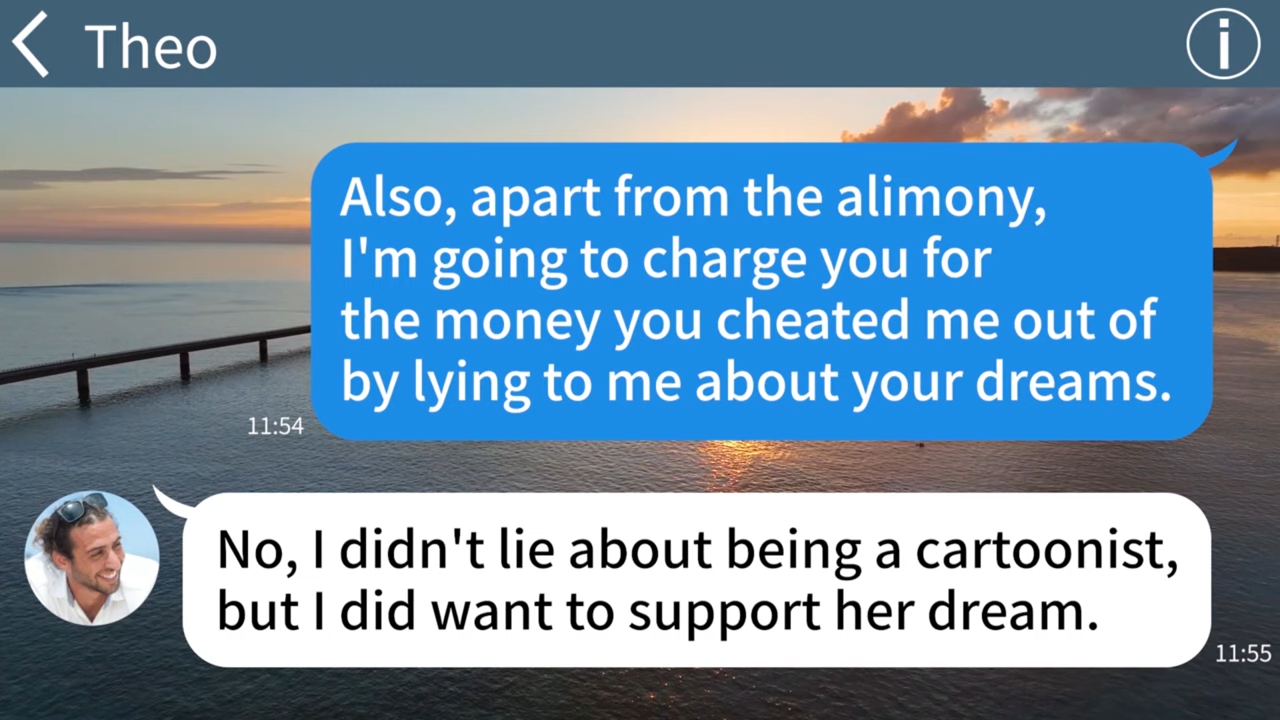 Theo
i
Also, apart from the alimony,
I'm going to charge you for
the money you cheated me out of
by lying to me about your dreams.
11:54
No, I didn't lie about being a cartoonist,
but I did want to support her dream.
11:55